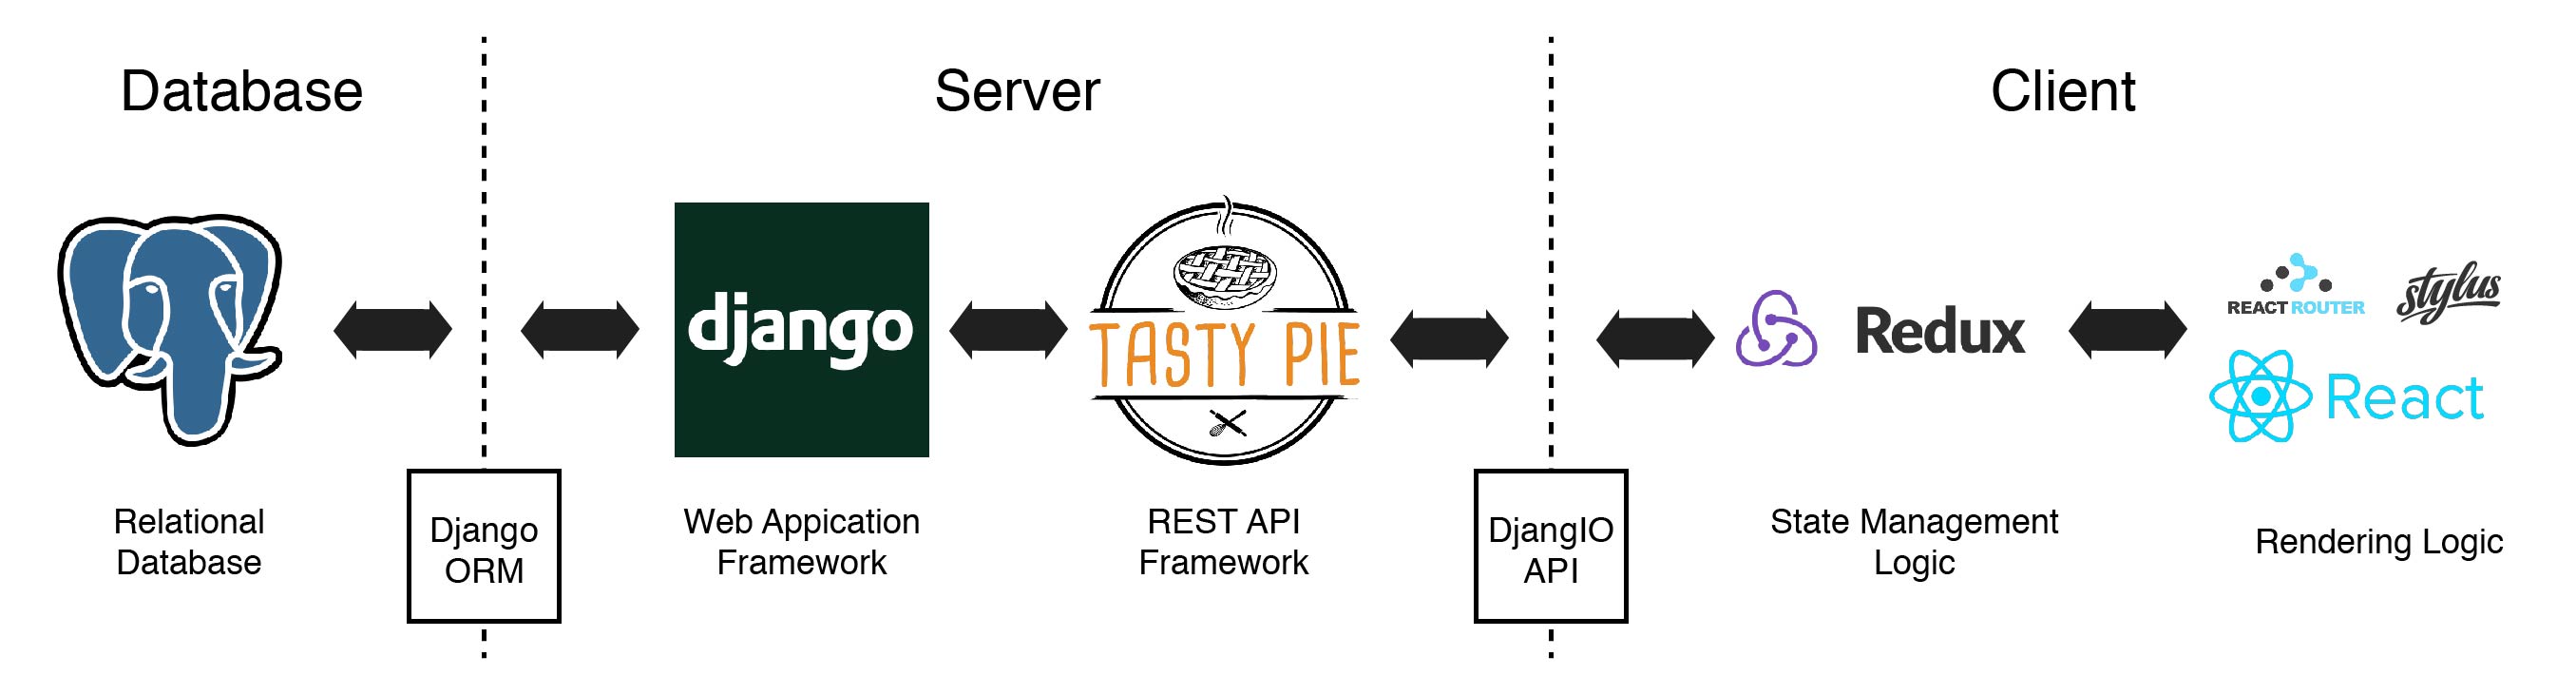 Database
Server
Client
django
TASTY PIE
Redux
REACT ROUTER
stylus
React
Relational
Database
Django
ORM
Web Appication
Framework
REST API
Framework
DjangIO
API
State Management
Logic
Rendering Logic